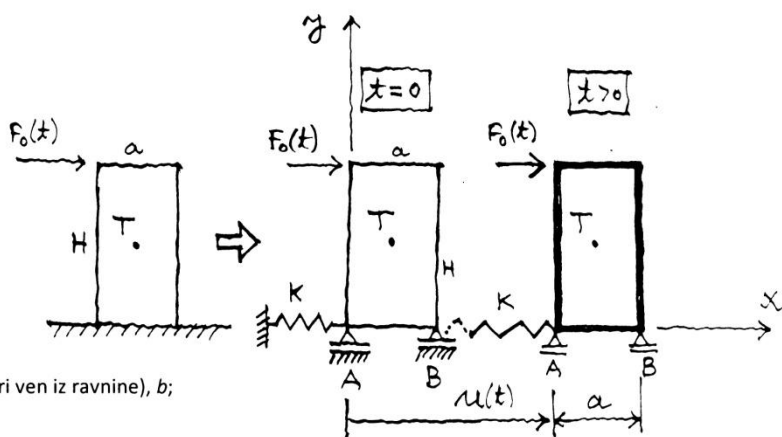 y
t=0
t>0
F₀(t)
a
F₀(t)
a
F₀(t)
H
T.
T.
H
T.
K
K
x
A
B
A
B
ri ven iz ravnine), b;
u(t)
a